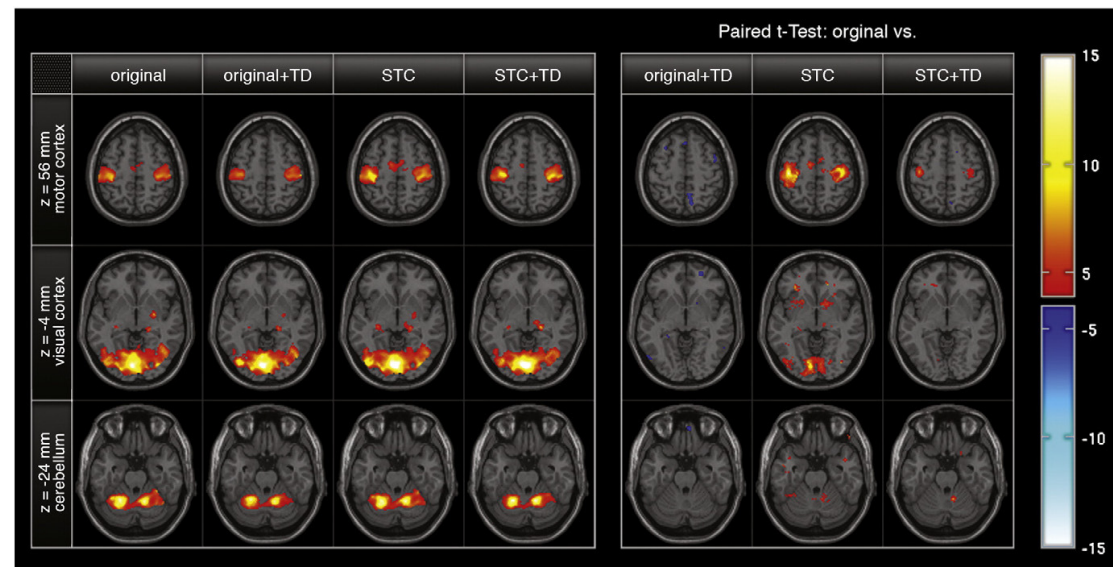 Paired t-Test: orginal vs.
original original+TD STC STC+TD original+TD STC STC+TD
z = 56 mm
motor cortex
z = -4 mm
visual cortex
z = -24 mm
cerebellum
15
10
5
-5
-10
-15